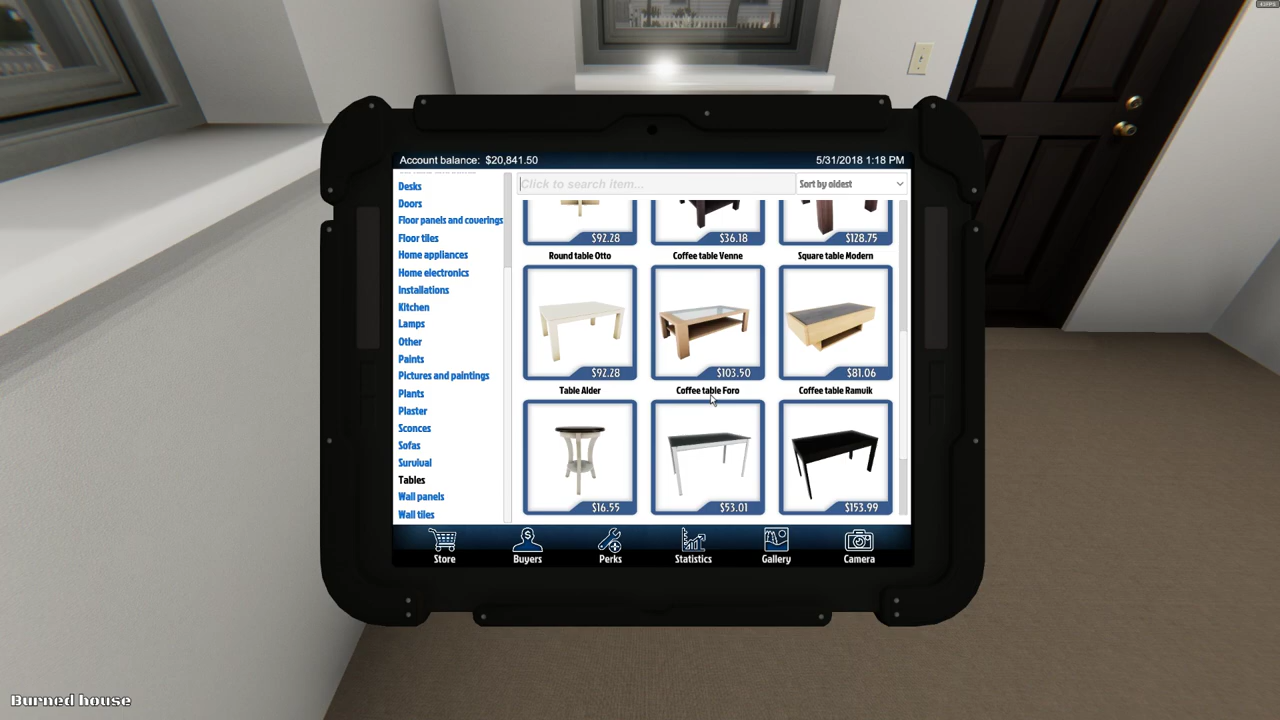 43FPS
Account balance: $20,841.50
5/31/2018 1:18 PM
Click to search item...
Sort by oldest
Desks
Doors
Floor panels and coverings
Floor tiles
Home appliances
Home electronics
Installations
Kitchen
Lamps
Other
Paints
Pictures and paintings
Plants
Plaster
Sconces
Sofas
Survival
Tables
Wall panels
Wall tiles
$92.28
$36.18
$128.75
Round table Otto
Coffee table Venne
Square table Modern
$92.28
$103.50
$81.06
Table Alder
Coffee table Foro
Coffee table Ramvik
$16.55
$53.01
$153.99
Store
Buyers
Perks
Statistics
Gallery
Camera
Burned house